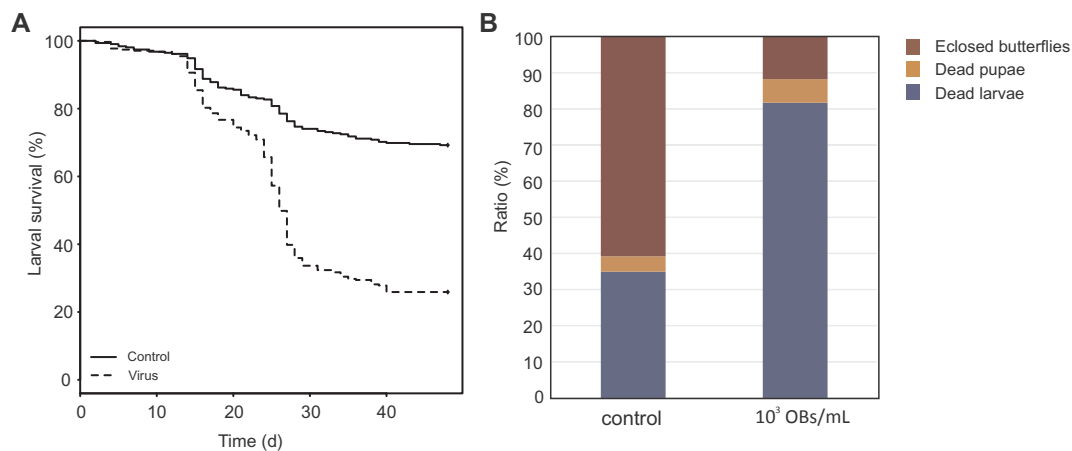 A
Larval survival (%)
100
80
60
40
20
0
Control
Virus
0 10 20 30 40
Time (d)
B
Ratio (%)
100
90
80
70
60
50
40
30
20
10
0
control 10³ OBs/mL
Eclosed butterflies
Dead pupae
Dead larvae